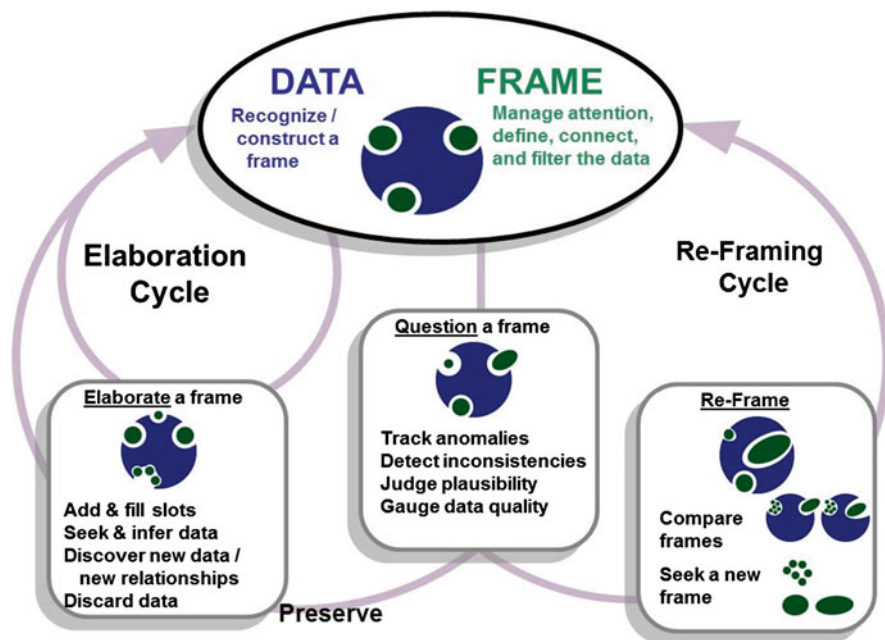 DATA
Recognize /
construct a
frame
FRAME
Manage attention,
define, connect,
and filter the data
Elaboration
Cycle
Re-Framing
Cycle
Question a frame
Track anomalies
Detect inconsistencies
Judge plausibility
Gauge data quality
Elaborate a frame
Add & fill slots
Seek & infer data
Discover new data /
new relationships
Discard data
Preserve
Re-Frame
Compare
frames
Seek a new
frame